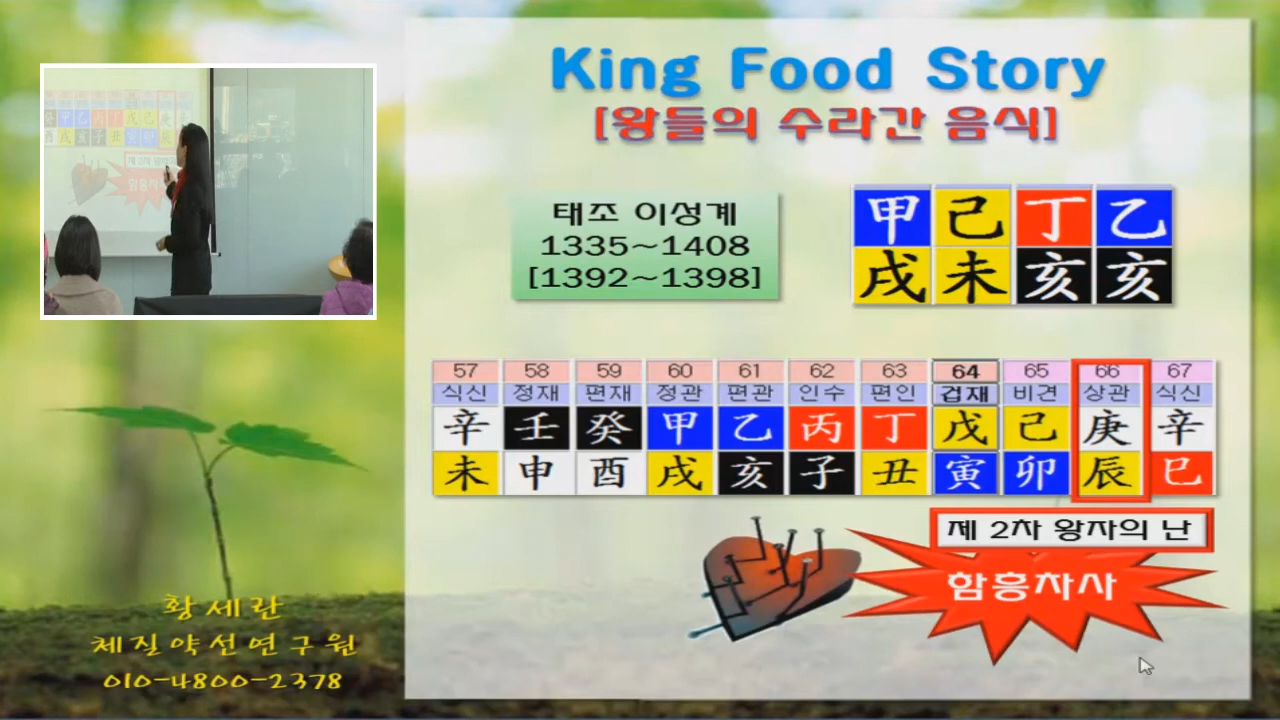 King Food Story
[왕들의 수라간 음식]
태조 이성계
1335~1408
[1392~1398]
甲 己 丁 乙
戌 未 亥 亥
57 58 59 60 61 62 63 64 65 66 67
식신 정재 편재 정관 편관 인수 편인 겁재 비견 상관 식신
辛 壬 癸 甲 乙 丙 丁 戊 己 庚 辛
未 申 酉 戌 亥 子 丑 寅 卯 辰 巳
제 2차 왕자의 난
함흥차사
황세란
체질약선연구원
010-4800-2378